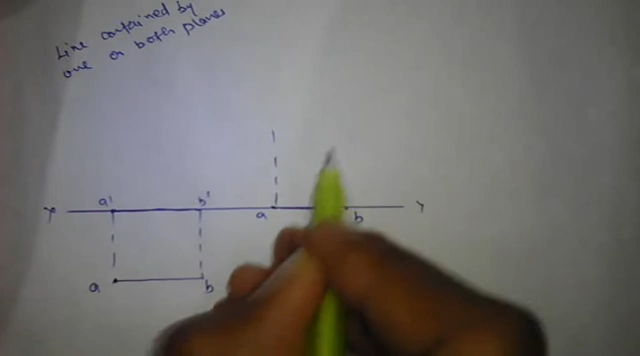 Line contained by
one or both planes
a' b'
X a b Y
a b